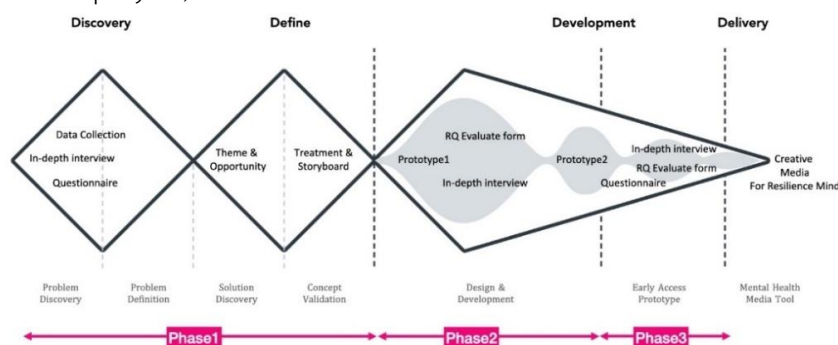 Discovery
Define
Development
Delivery
Data Collection
In-depth interview
Questionnaire
Theme &
Opportunity
Treatment &
Storyboard
Prototype1
RQ Evaluate form
In-depth interview
Prototype2
In-depth interview
RQ Evaluate form
Questionnaire
Creative
Media
For Resilience Mind
Problem
Discovery
Problem
Definition
Solution
Discovery
Concept
Validation
Design &
Development
Early Access
Prototype
Mental Health
Media Tool
Phase1
Phase2
Phase3